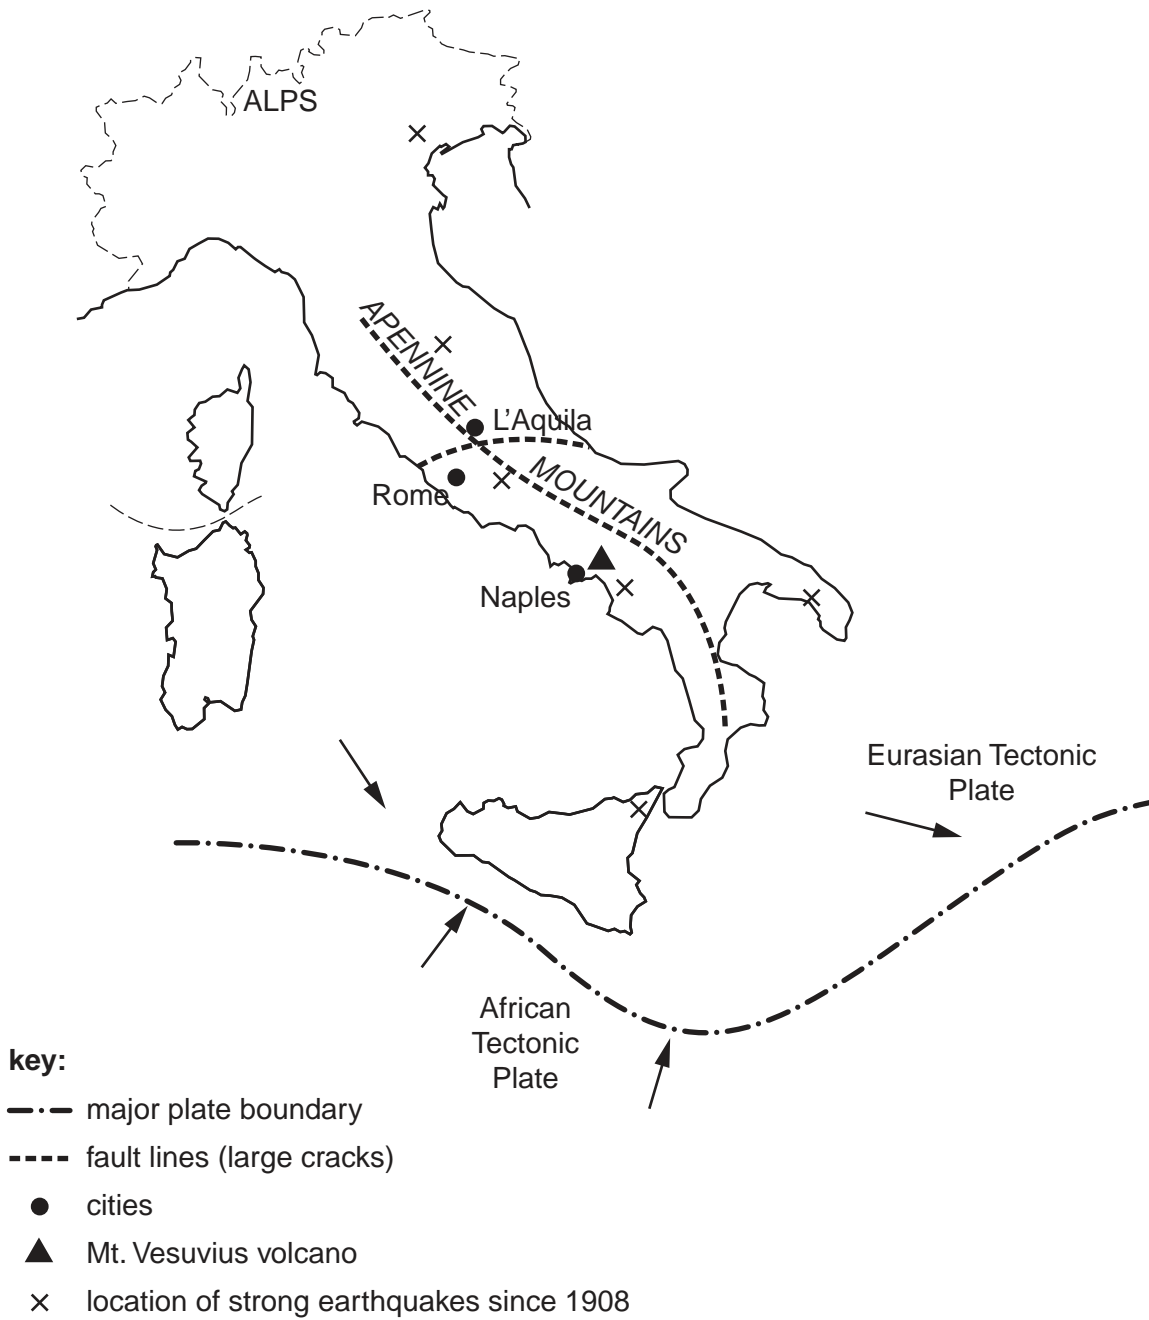 ALPS
APENNINE
L’Aquila
MOUNTAINS
Rome
Naples
Eurasian Tectonic
Plate
African
Tectonic
Plate
key:
major plate boundary
fault lines (large cracks)
cities
Mt. Vesuvius volcano
location of strong earthquakes since 1908